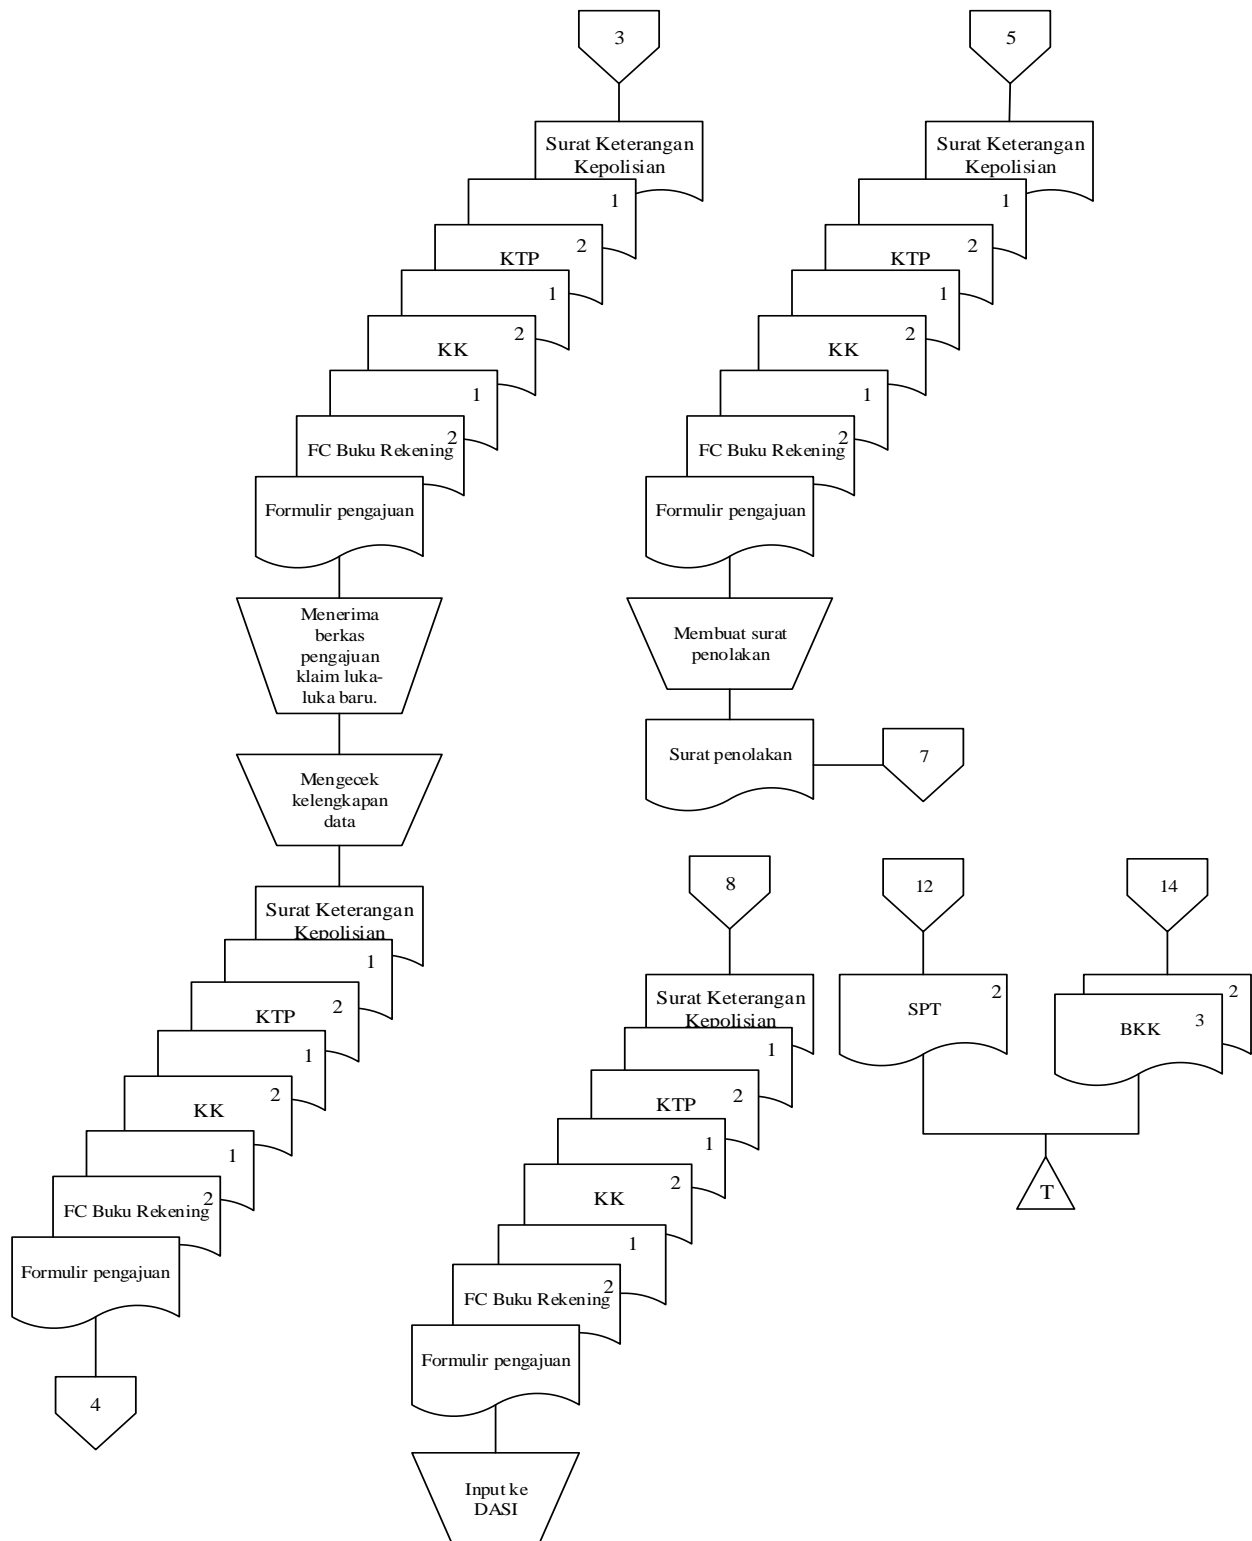 3
Surat Keterangan
Kepolisian
1
2
KTP
1
2
KK
1
2
FC Buku Rekening
Formulir pengajuan
Menerima
berkas
pengajuan
klaim luka-
luka baru.
Mengecek
kelengkapan
data
Surat Keterangan
Kepolisian
1
2
KTP
1
2
KK
1
2
FC Buku Rekening
Formulir pengajuan
4
5
Surat Keterangan
Kepolisian
1
2
KTP
1
2
KK
1
2
FC Buku Rekening
Formulir pengajuan
Membuat surat
penolakan
Surat penolakan
7
8
Surat Keterangan
Kepolisian
1
2
KTP
1
2
KK
1
2
FC Buku Rekening
Formulir pengajuan
Input ke
DASI
12
2
SPT
14
2
3
BKK
T